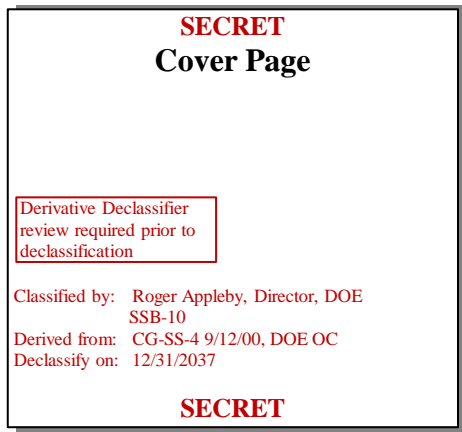 SECRET
Cover Page
Derivative Declassifier
review required prior to
declassification
Classified by: Roger Appleby, Director, DOE
SSB-10
Derived from: CG-SS-4 9/12/00, DOE OC
Declassify on: 12/31/2037
SECRET